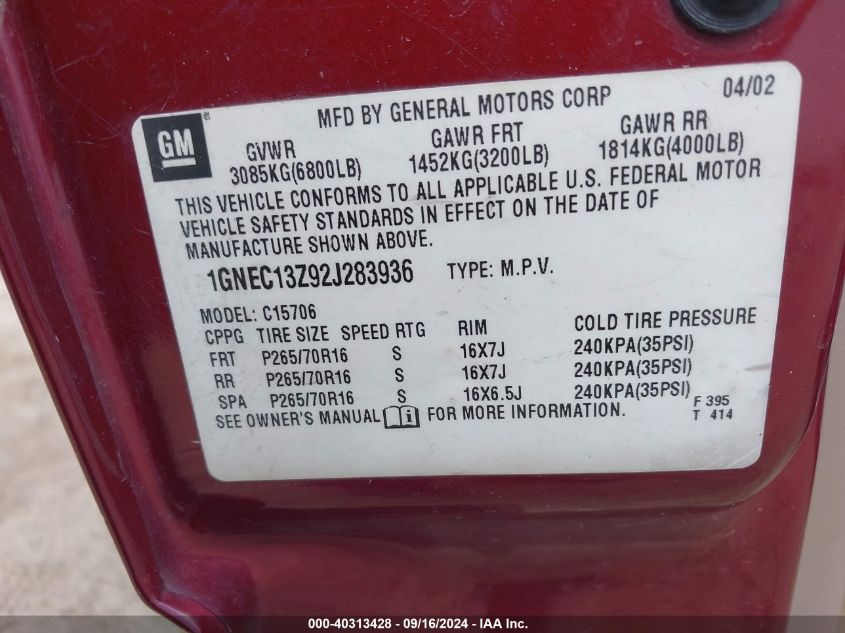 MFD BY GENERAL MOTORS CORP 04/02
GM ®
GVWR GAWR FRT GAWR RR
3085KG(6800LB) 1452KG(3200LB) 1814KG(4000LB)
THIS VEHICLE CONFORMS TO ALL APPLICABLE U.S. FEDERAL MOTOR
VEHICLE SAFETY STANDARDS IN EFFECT ON THE DATE OF
MANUFACTURE SHOWN ABOVE.
1GNEC13Z92J283936 TYPE: M.P.V.
MODEL: C15706
CPPG TIRE SIZE SPEED RTG RIM COLD TIRE PRESSURE
FRT P265/70R16 S 16X7J 240KPA(35PSI)
RR P265/70R16 S 16X7J 240KPA(35PSI)
SPA P265/70R16 S 16X6.5J 240KPA(35PSI)
SEE OWNER'S MANUAL FOR MORE INFORMATION.
F 395
T 414
000-40313428 - 09/16/2024 - IAA Inc.